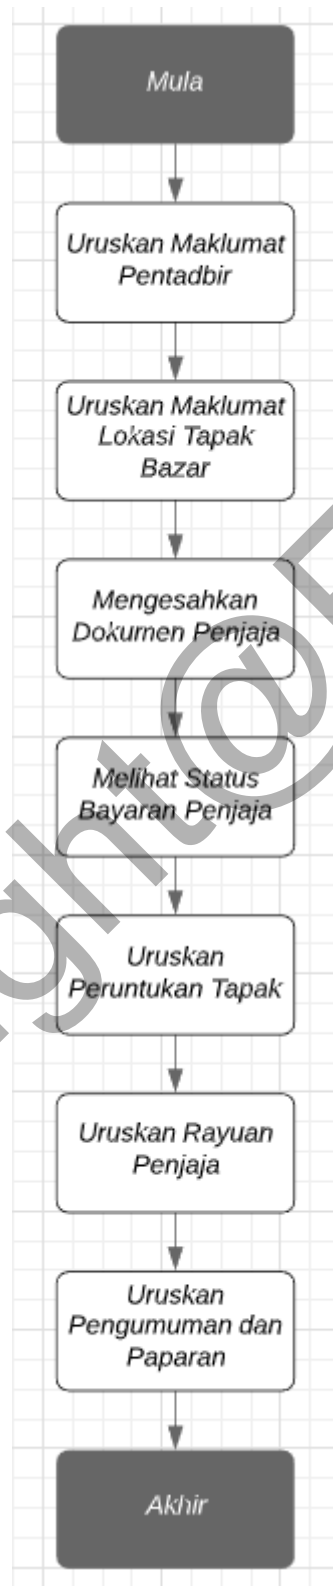 Mula
Uruskan Maklumat
Pentadbir
Uruskan Maklumat
Lokasi Tapak
Bazar
Mengesahkan
Dokumen Penjaja
Melihat Status
Bayaran Penjaja
Uruskan
Peruntukan Tapak
Uruskan Rayuan
Penjaja
Uruskan
Pengumuman dan
Paparan
Akhir